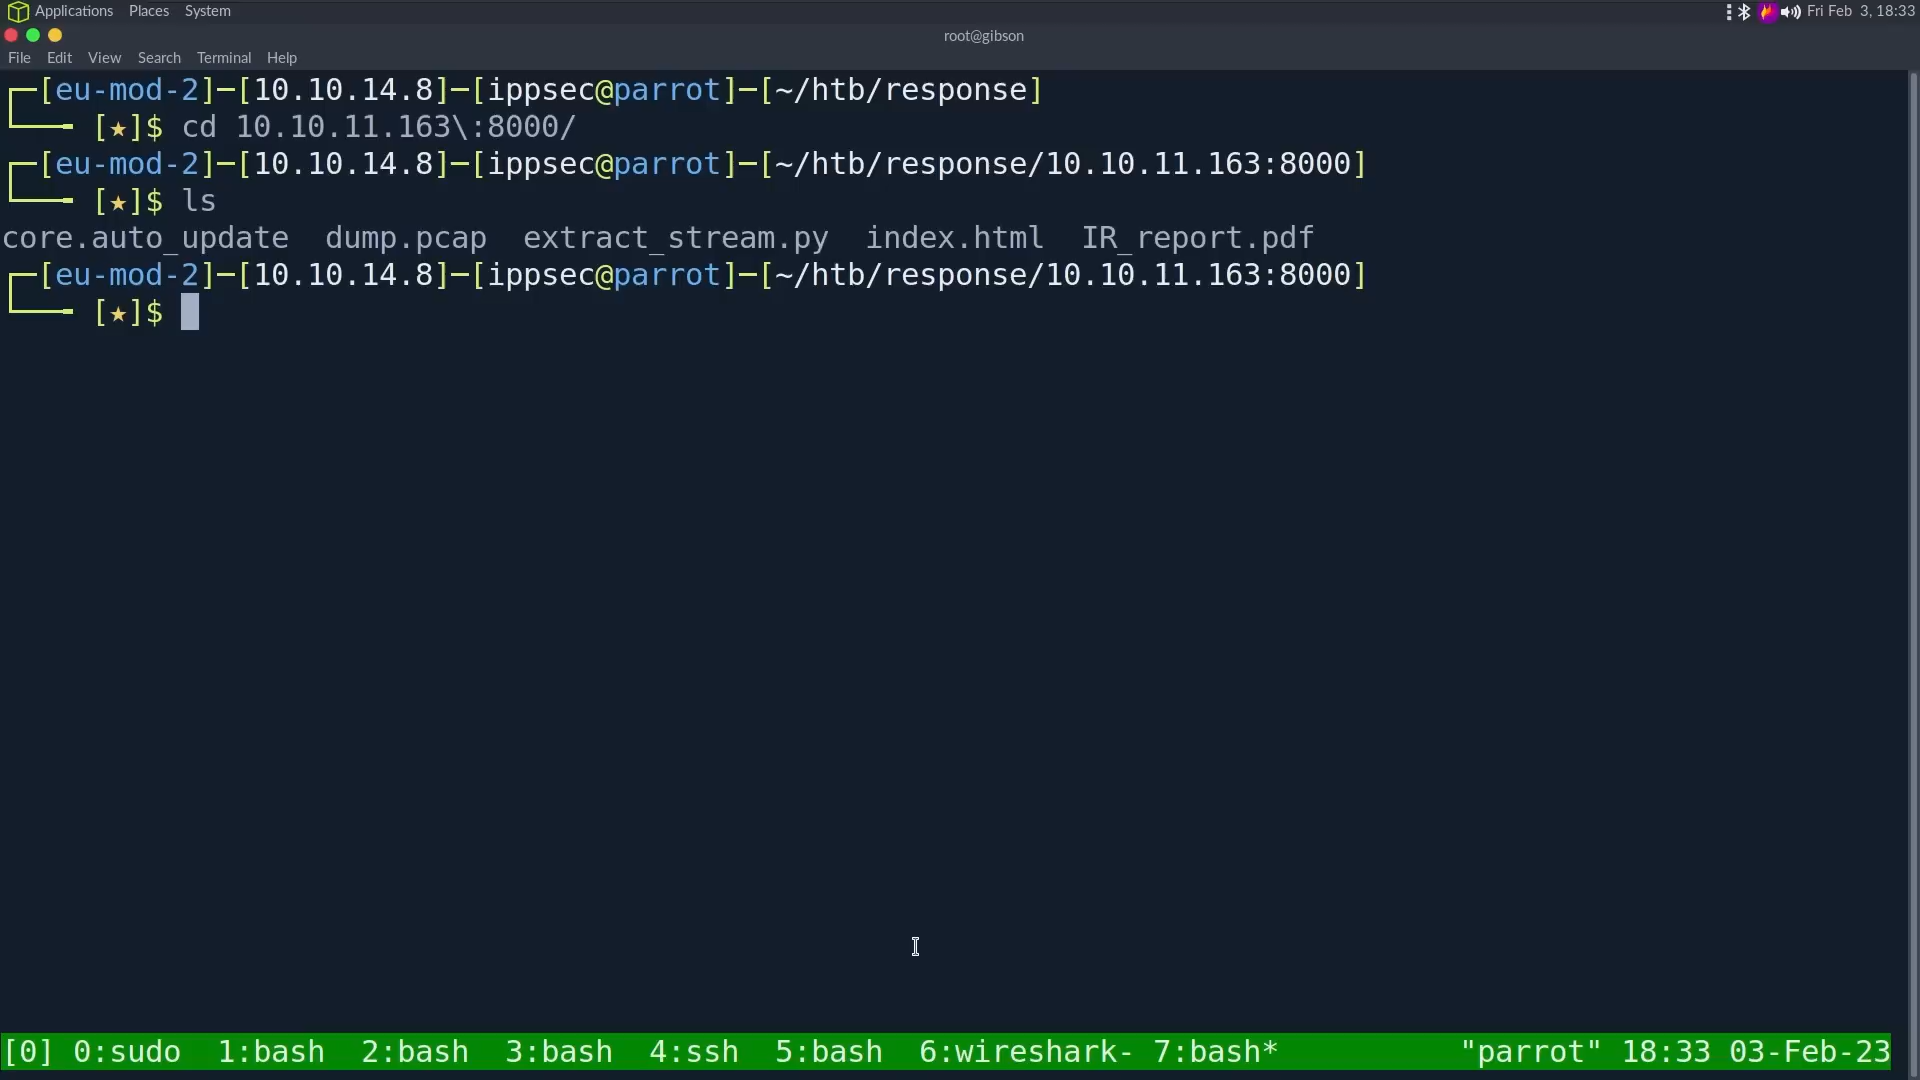 Applications Places System Fri Feb 3, 18:33
root@gibson
File Edit View Search Terminal Help
┌─[eu-mod-2]─[10.10.14.8]─[ippsec@parrot]─[~/htb/response]
└──╼ [★]$ cd 10.10.11.163\:8000/
┌─[eu-mod-2]─[10.10.14.8]─[ippsec@parrot]─[~/htb/response/10.10.11.163:8000]
└──╼ [★]$ ls
core.auto_update dump.pcap extract_stream.py index.html IR_report.pdf
┌─[eu-mod-2]─[10.10.14.8]─[ippsec@parrot]─[~/htb/response/10.10.11.163:8000]
└──╼ [★]$
[0] 0:sudo 1:bash 2:bash 3:bash 4:ssh 5:bash 6:wireshark- 7:bash* "parrot" 18:33 03-Feb-23